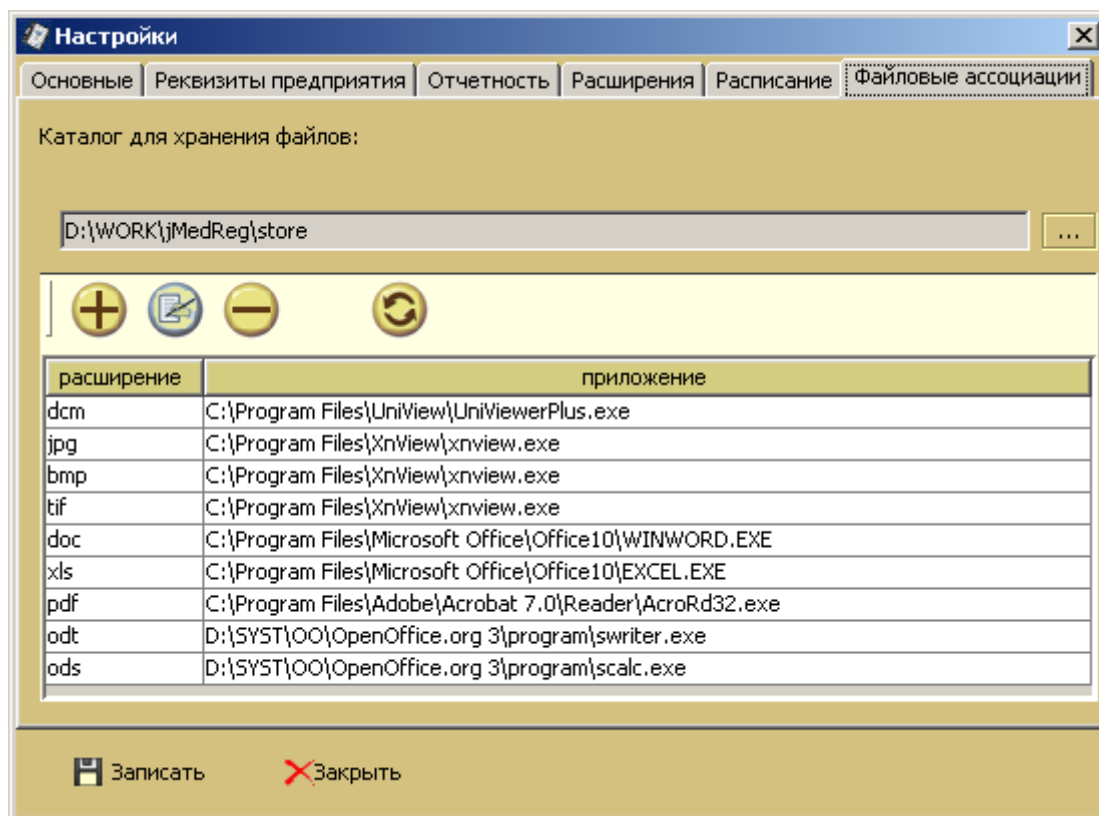 Настройки
Основные Реквизиты предприятия Отчетность Расширения Расписание Файловые ассоциации
Каталог для хранения файлов:
D:\WORK\jMedReg\store ...
расширение приложение
dcm C:\Program Files\UniView\UniViewerPlus.exe
jpg C:\Program Files\XnView\xnview.exe
bmp C:\Program Files\XnView\xnview.exe
tif C:\Program Files\XnView\xnview.exe
doc C:\Program Files\Microsoft Office\Office10\WINWORD.EXE
xls C:\Program Files\Microsoft Office\Office10\EXCEL.EXE
pdf C:\Program Files\Adobe\Acrobat 7.0\Reader\AcroRd32.exe
odt D:\SYST\OO\OpenOffice.org 3\program\swriter.exe
ods D:\SYST\OO\OpenOffice.org 3\program\scalc.exe
Записать Закрыть